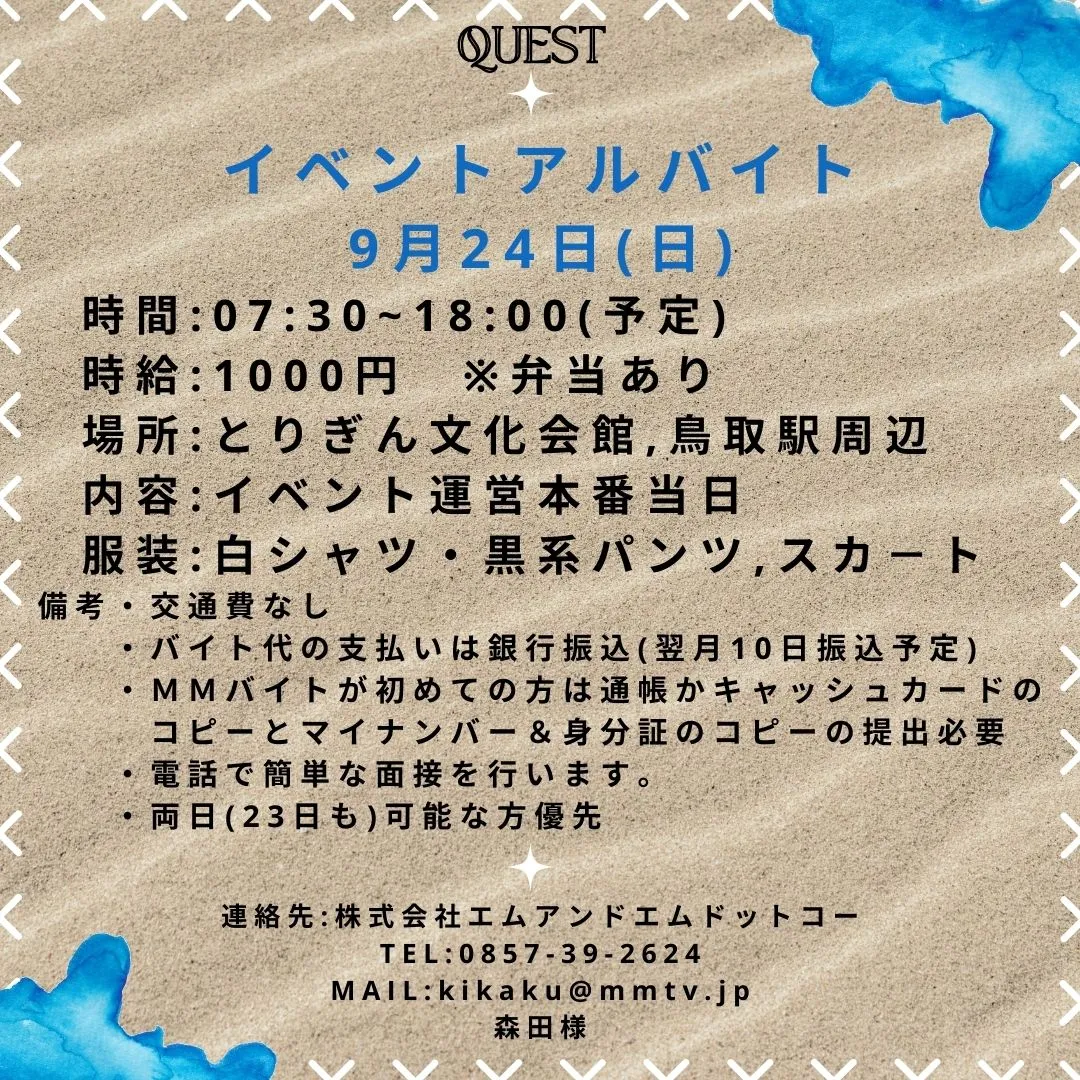 QUEST
イベントアルバイト
9月24日(日)
時間:07:30~18:00(予定)
時給:1000円　※弁当あり
場所:とりぎん文化会館,鳥取駅周辺
内容:イベント運営本番当日
服装:白シャツ・黒系パンツ,スカート
備考・交通費なし
・バイト代の支払いは銀行振込(翌月10日振込予定)
・MMバイトが初めての方は通帳かキャッシュカードの
コピーとマイナンバー＆身分証のコピーの提出必要
・電話で簡単な面接を行います。
・両日(23日も)可能な方優先
連絡先:株式会社エムアンドエムドットコー
TEL:0857-39-2624
MAIL:kikaku@mmtv.jp
森田様